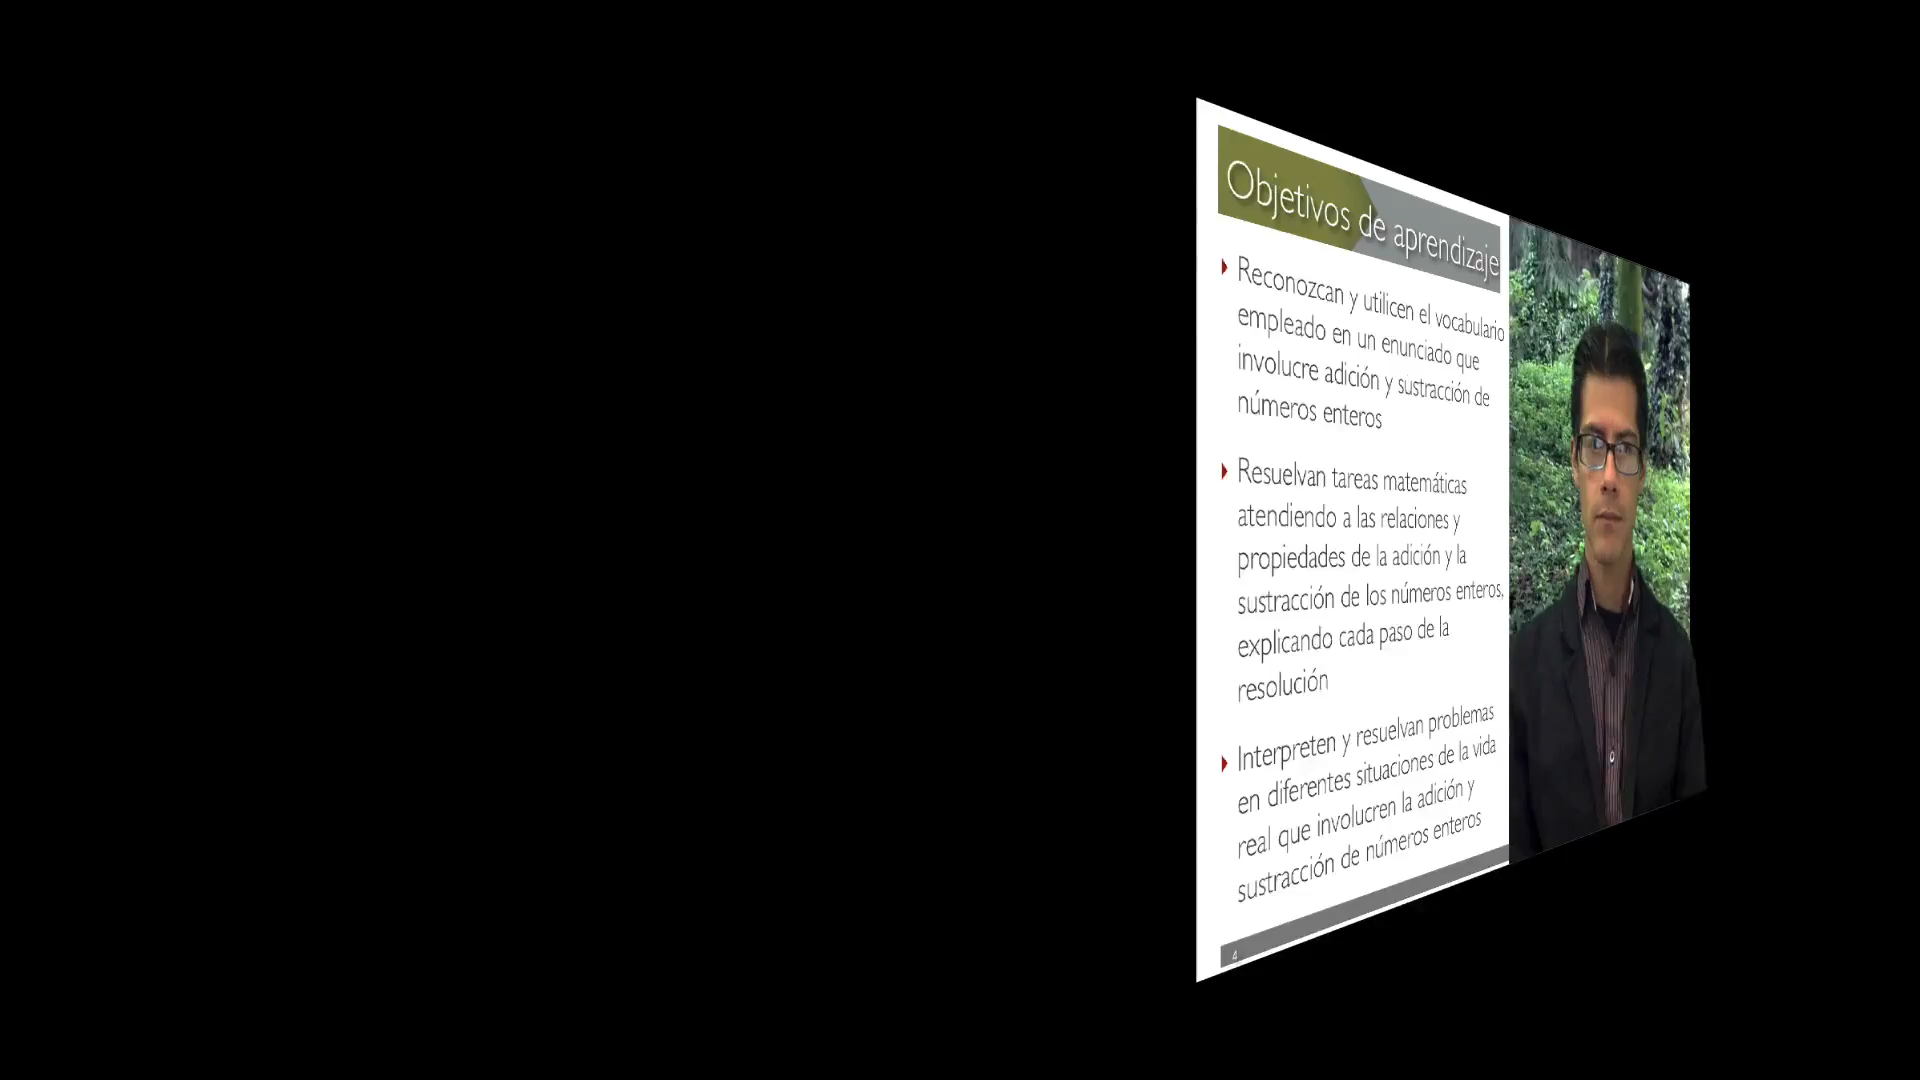 Objetivos de aprendizaje
Reconozcan y utilicen el vocabulario
empleado en un enunciado que
involucre adición y sustracción de
números enteros
Resuelvan tareas matemáticas
atendiendo a las relaciones y
propiedades de la adición y la
sustracción de los números enteros,
explicando cada paso de la
resolución
Interpreten y resuelvan problemas
en diferentes situaciones de la vida
real que involucren la adición y
sustracción de números enteros
4